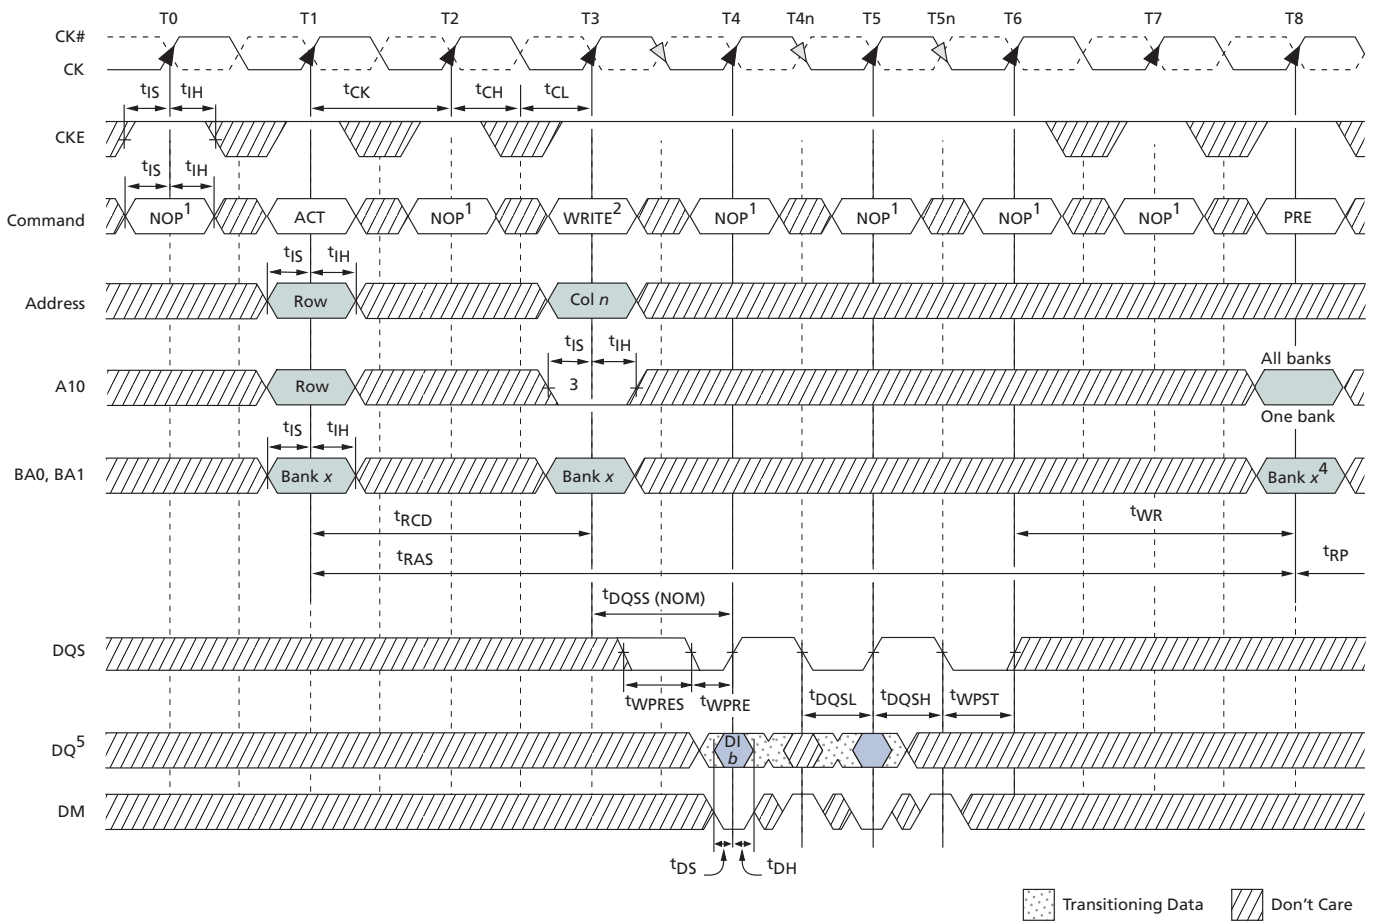 T0 T1 T2 T3 T4 T4n T5 T5n T6 T7 T8
CK#
CK
tIS tIH tCK tCH tCL
CKE
tIS tIH
Command NOP1 ACT NOP1 WRITE2 NOP1 NOP1 NOP1 NOP1 PRE
tIS tIH
Address Row Col n
tIS tIH
All banks
A10 Row 3
One bank
tIS tIH
BA0, BA1 Bank x Bank x Bank x4
tRCD tWR
tRAS tRP
tDQSS (NOM)
DQS
tWPRES tWPRE tDQSL tDQSH tWPST
DQ5 DI
b
DM
tDS tDH
Transitioning Data Don't Care